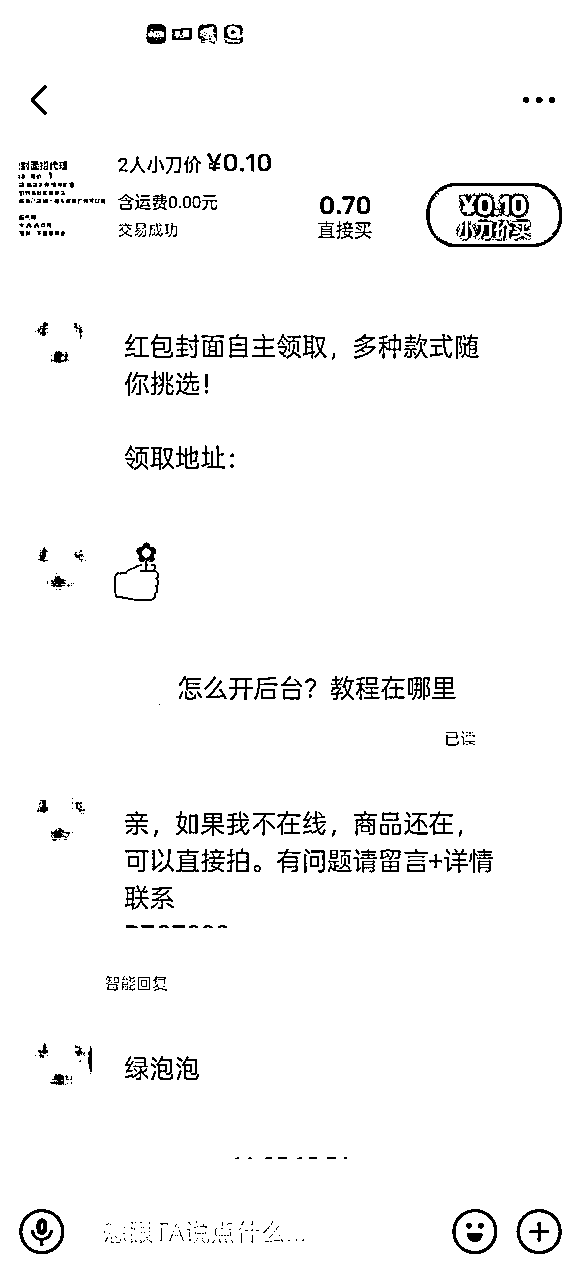 2人小刀价 ¥0.10
含运费0.00元
交易成功
0.70
直接买
¥0.10
小刀价买
红包封面自主领取，多种款式随
你挑选！
领取地址：
怎么开后台？教程在哪里
已读
亲，如果我不在线，商品还在，
可以直接拍。有问题请留言+详情
联系
智能回复
绿泡泡
想跟TA说点什么...